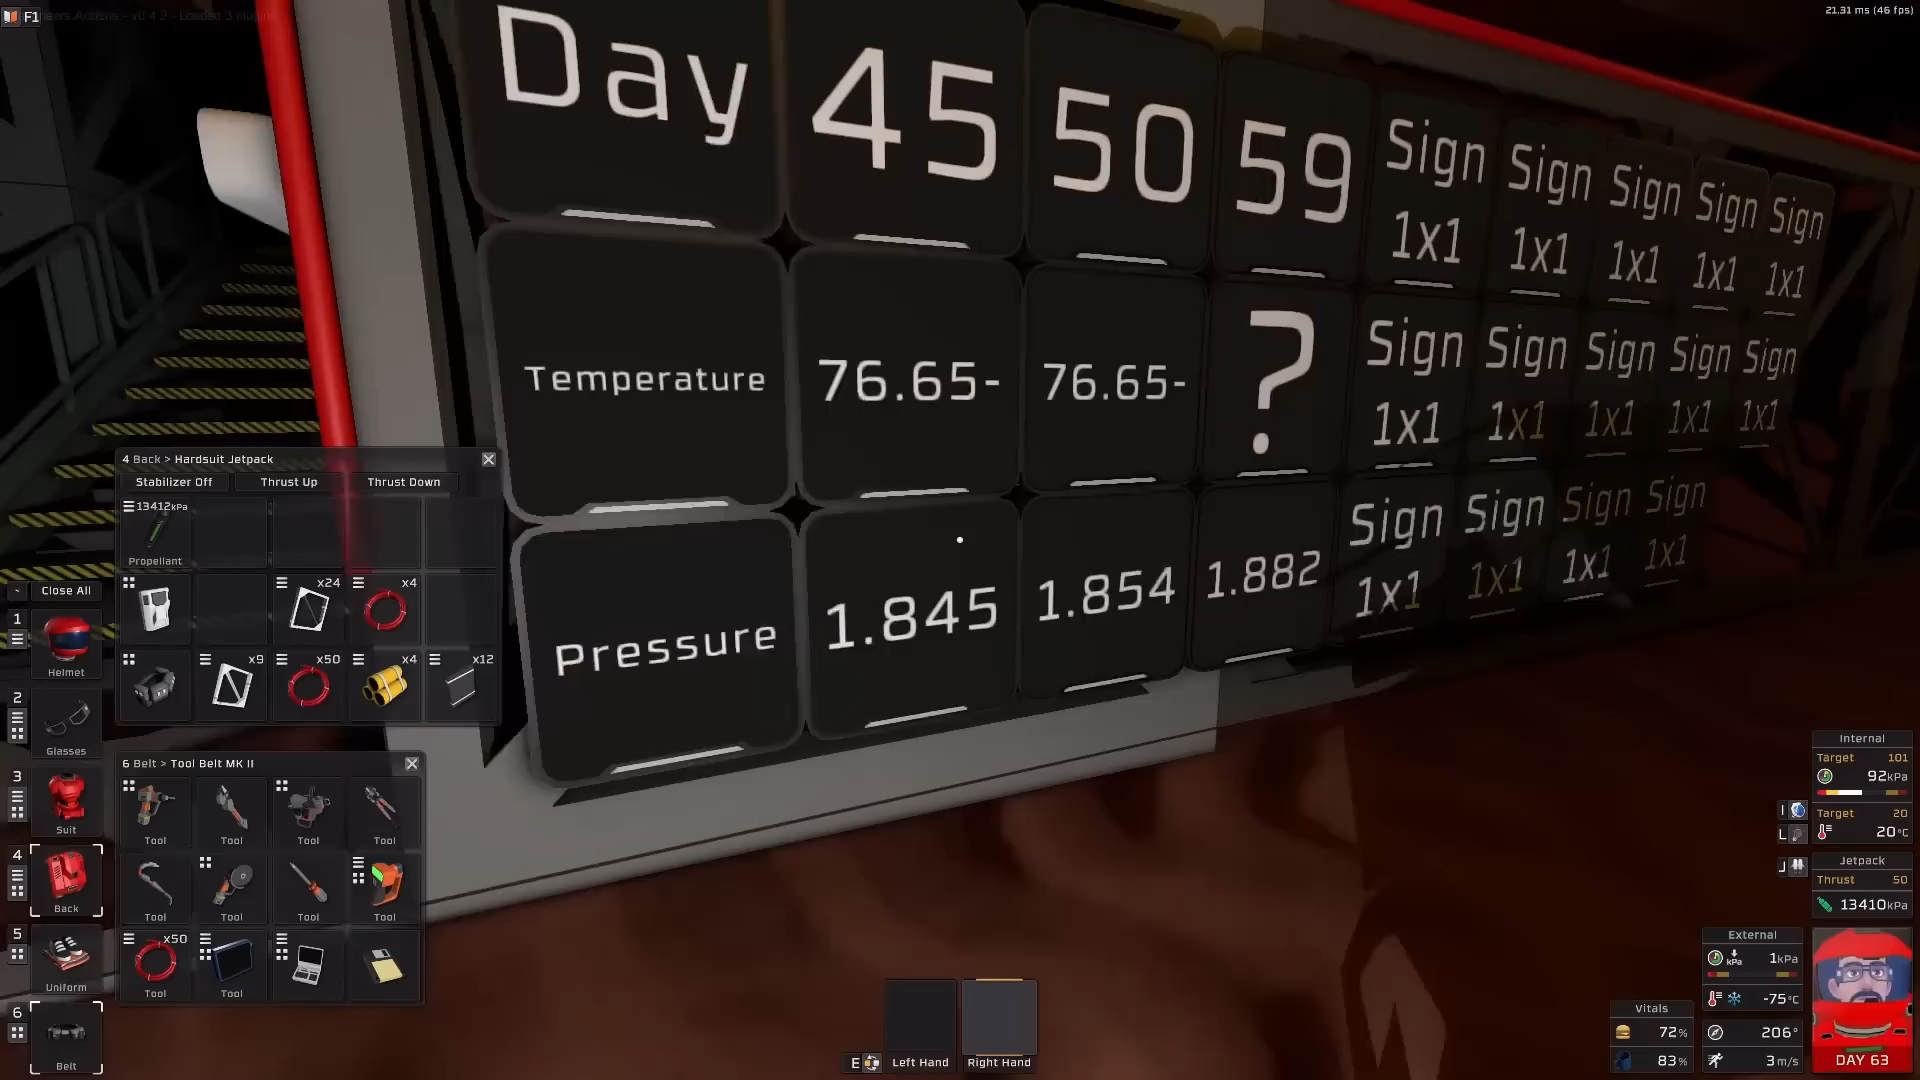 F1
21.31 ms (46 fps)
Day 45 50 59 Sign 1x1 Sign 1x1 Sign 1x1 Sign 1x1 Sign 1x1
Temperature 76.65- 76.65- ? Sign 1x1 Sign 1x1 Sign 1x1 Sign 1x1 Sign 1x1
Pressure 1.845 1.854 1.882 Sign 1x1 Sign 1x1 Sign 1x1 Sign 1x1
4 Back > Hardsuit Jetpack
Stabilizer Off Thrust Up Thrust Down
13412kPa
Propellant
x24 x4
x9 x50 x4 x12
~ Close All
1 Helmet
2 Glasses
3 Suit
4 Back
5 Uniform
6 Belt
6 Belt > Tool Belt MK II
Tool Tool Tool Tool
Tool Tool Tool Tool
x50
Tool Tool
E Left Hand Right Hand
Internal
Target 101
92kPa
I
Target 20
L 20°C
Jetpack
J
Thrust 50
13410kPa
External
kPa 1kPa
-75°C
Vitals
72% 206°
83% 3m/s
DAY 63